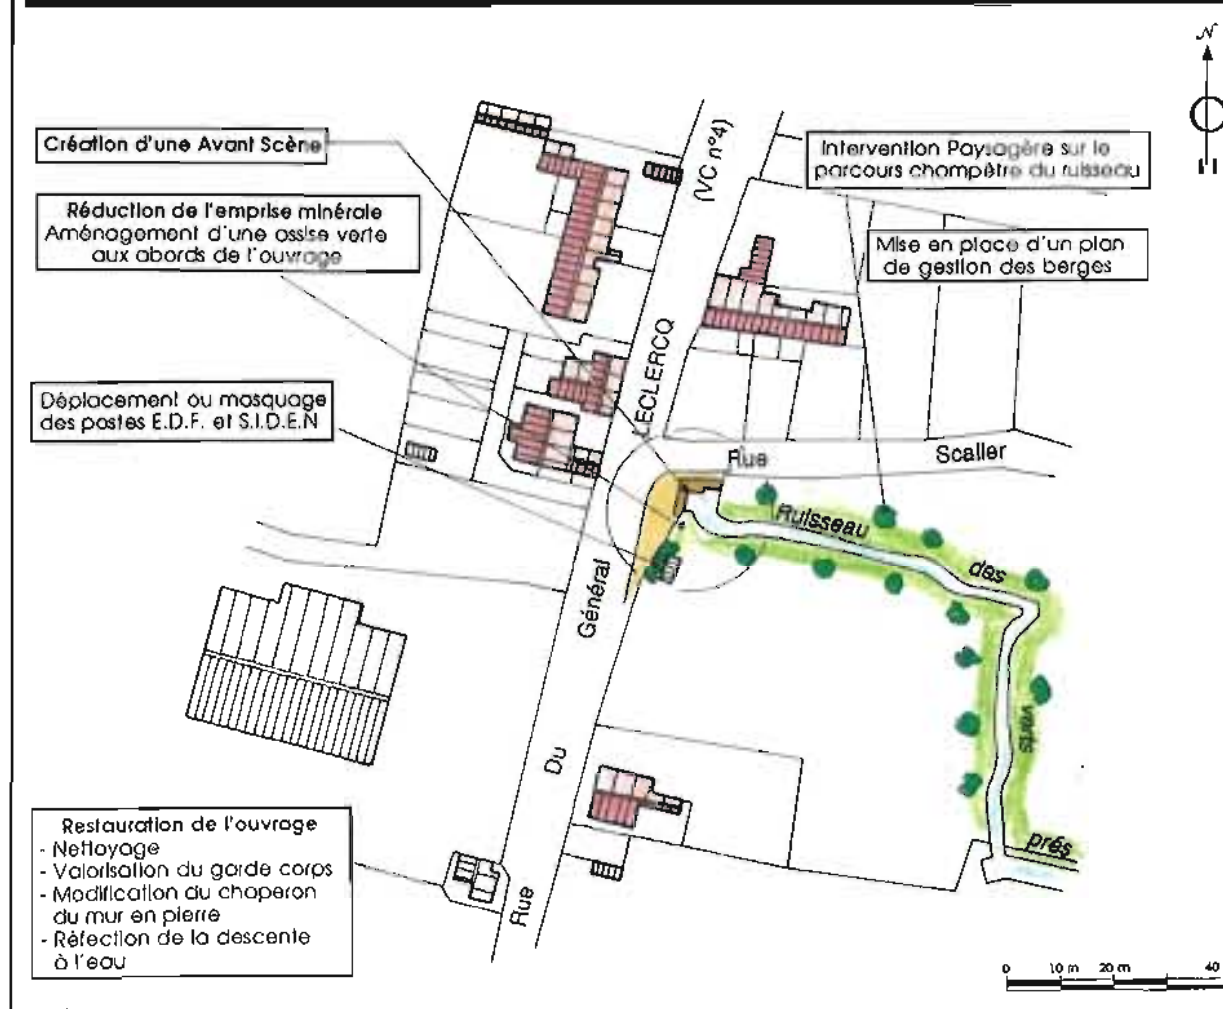 N
Création d'une Avant Scène
Réduction de l'emprise minérale
Aménagement d'une assise verte
aux abords de l'ouvrage
Déplacement ou masquage
des postes E.D.F. et S.I.D.E.N
Intervention Paysagère sur le
parcours champêtre du ruisseau
Mise en place d'un plan
de gestion des berges
(VC n°4)
LECLERCQ
Général
Du
Rue
Rue Scaller
Ruisseau
des
prés
verts
Restauration de l'ouvrage
- Nettoyage
- Valorisation du garde corps
- Modification du chaperon
du mur en pierre
- Réfection de la descente
à l'eau
0 10 m 20 m 40